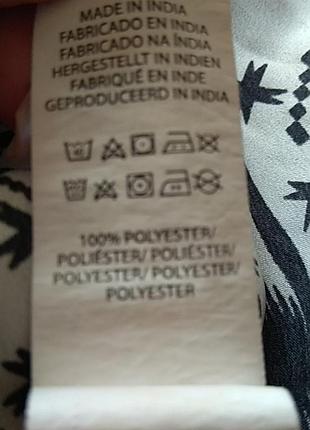 MADE IN INDIA
FABRICADO EN INDIA
FABRICADO NA ÍNDIA
HERGESTELLT IN INDIEN
FABRIQUÉ EN INDE
GEPRODUCEERD IN INDIA
100% POLYESTER/
POLIÉSTER/ POLIÉSTER/
POLYESTER/ POLYESTER/
POLYESTER